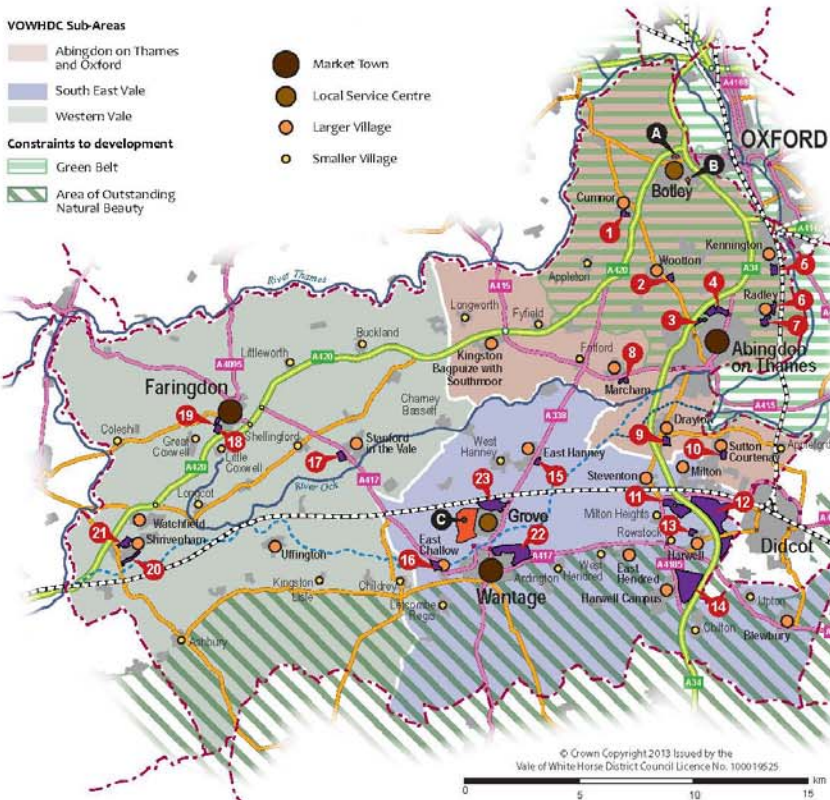 VOWHDC Sub-Areas
Abingdon on Thames
and Oxford
South East Vale
Western Vale
Constraints to development
Green Belt
Area of Outstanding
Natural Beauty
Market Town
Local Service Centre
Larger Village
Smaller Village
OXFORD
A
B
Botley
Cumnor
1
Kennington
5
Wootton
2
Appleton
A420
A34
4
Radley
6
3
7
River Thames
A415
Longworth
Fyfield
Buckland
Kingston
Bagpuize with
Southmoor
Frilford
8
Marcham
Abingdon
on Thames
Littleworth
A420
A4095
Faringdon
Charney
Bassett
A338
A415
19
Coleshill
Great
Coxwell
18
Shellingford
Little
Coxwell
Stanford
in the Vale
17
A417
West
Hanney
East Hanney
15
Drayton
9
10
Sutton
Courtenay
Appleford
Milton
Steventon
A420
Longcot
River Ock
23
11
12
Watchfield
C
Grove
Milton Heights
21
Shrivenham
22
13
Rowstock
Didcot
20
Uffington
East
Challow
16
A417
Harwell
Kingston
Lisle
Childrey
Wantage
Ardington
West
Hendred
East
Hendred
A4185
Letcombe
Regis
Harwell Campus
14
Upton
Ashbury
Chilton
Blewbury
A34
© Crown Copyright 2013 Issued by the
Vale of White Horse District Council Licence No. 100019525
km
0
5
10
15